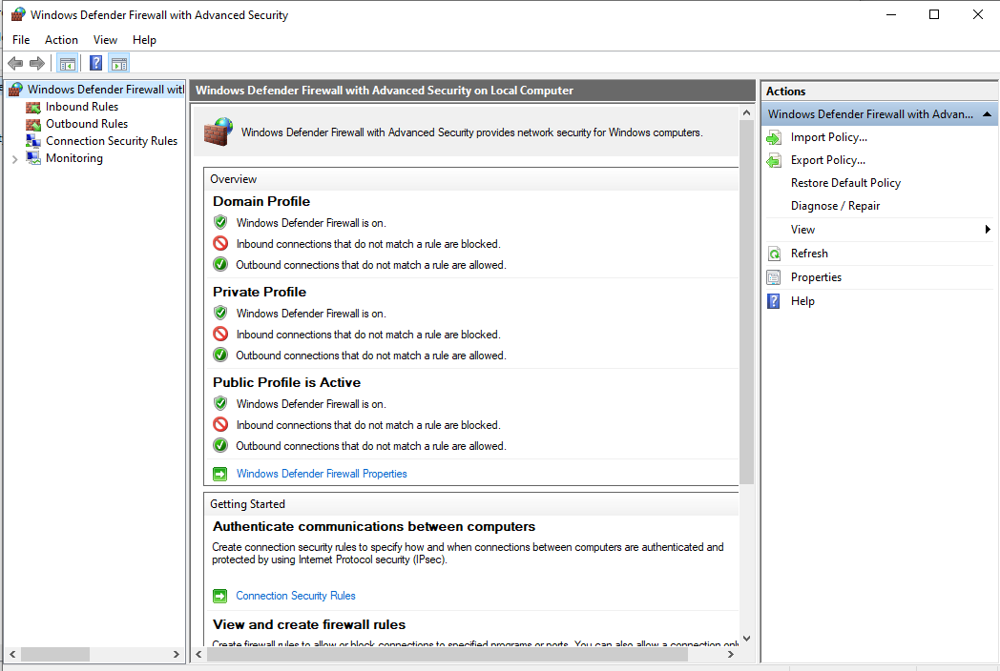 Windows Defender Firewall with Advanced Security
File Action View Help
Windows Defender Firewall wit
Inbound Rules
Outbound Rules
Connection Security Rules
Monitoring
Windows Defender Firewall with Advanced Security on Local Computer
Windows Defender Firewall with Advanced Security provides network security for Windows computers.
Overview
Domain Profile
Windows Defender Firewall is on.
Inbound connections that do not match a rule are blocked.
Outbound connections that do not match a rule are allowed.
Private Profile
Windows Defender Firewall is on.
Inbound connections that do not match a rule are blocked.
Outbound connections that do not match a rule are allowed.
Public Profile is Active
Windows Defender Firewall is on.
Inbound connections that do not match a rule are blocked.
Outbound connections that do not match a rule are allowed.
Windows Defender Firewall Properties
Getting Started
Authenticate communications between computers
Create connection security rules to specify how and when connections between computers are authenticated and
protected by using Internet Protocol security (IPsec).
Connection Security Rules
View and create firewall rules
Create firewall rules to allow or block connections to specified programs or ports. You can also allow a connection only
Actions
Windows Defender Firewall with Advan...
Import Policy...
Export Policy...
Restore Default Policy
Diagnose / Repair
View
Refresh
Properties
Help